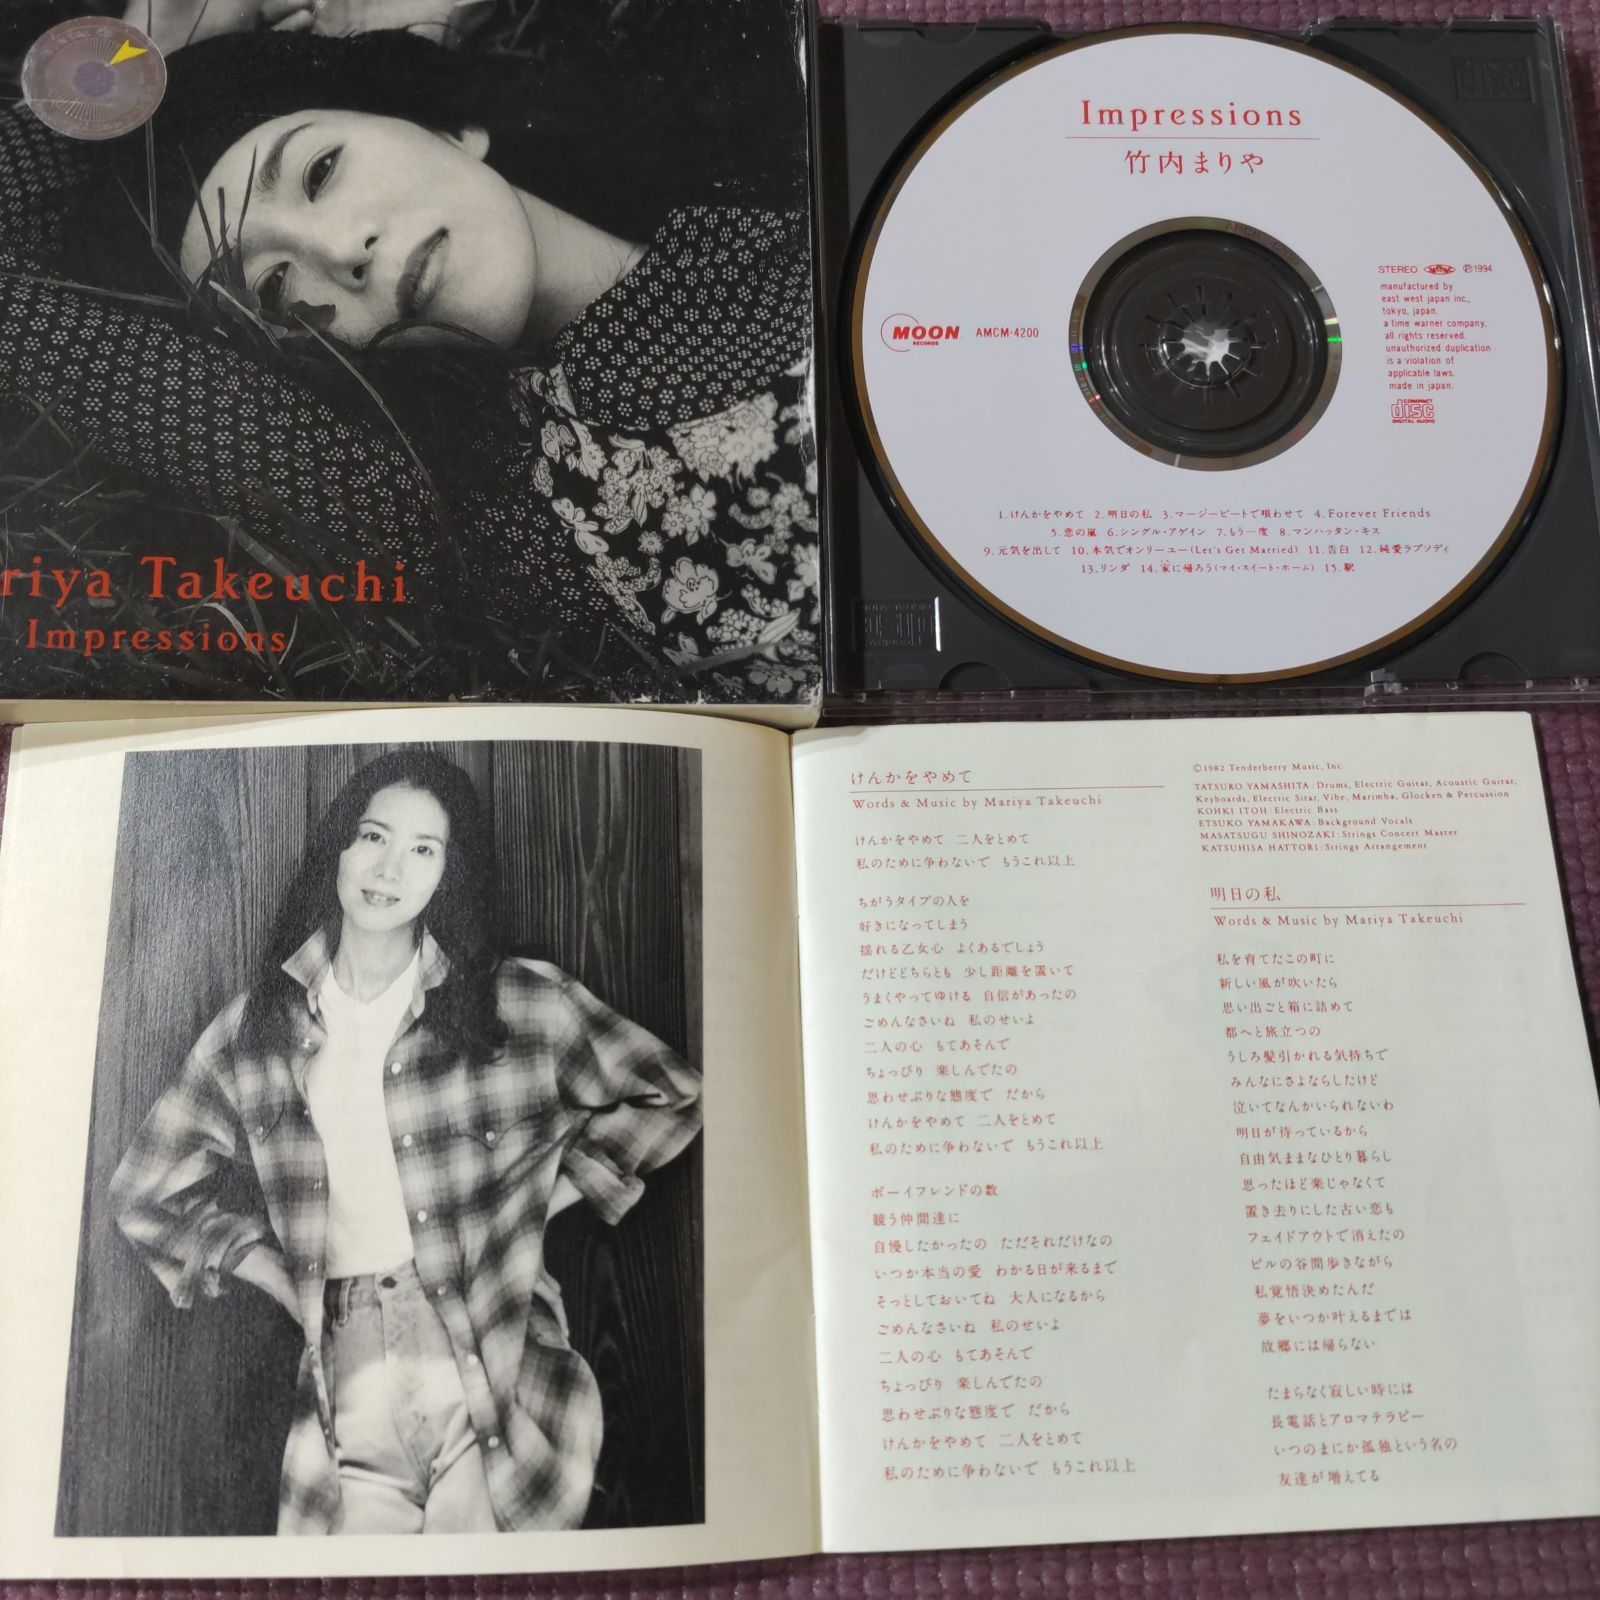 riya Takeuchi
Impressions
Impressions
竹内まりや
MOON
RECORDS
AMCM-4200
STEREO
℗1994
manufactured by
east west japan inc.,
tokyo, japan.
a time warner company.
all rights reserved.
unauthorized duplication
is a violation of
applicable laws.
made in japan.
COMPACT
disc
DIGITAL AUDIO
1.けんかをやめて 2.明日の私 3.マージービートで唄わせて 4.Forever Friends
5.恋の嵐 6.シングル・アゲイン 7.もう一度 8.マンハッタン・キス
9.元気を出して 10.本気でオンリーユー(Let's Get Married) 11.告白 12.純愛ラプソディ
13.リンダ 14.家に帰ろう(マイ・スイート・ホーム) 15.駅
けんかをやめて
Words & Music by Mariya Takeuchi
けんかをやめて 二人をとめて
私のために争わないで もうこれ以上
ちがうタイプの人を
好きになってしまう
揺れる乙女心 よくあるでしょう
だけどどちらとも 少し距離を置いて
うまくやってゆける 自信があったの
ごめんなさいね 私のせいよ
二人の心 もてあそんで
ちょっぴり 楽しんでたの
思わせぶりな態度で だから
けんかをやめて 二人をとめて
私のために争わないで もうこれ以上
ボーイフレンドの数
競う仲間達に
自慢したかったの ただそれだけなの
いつか本当の愛 わかる日が来るまで
そっとしておいてね 大人になるから
ごめんなさいね 私のせいよ
二人の心 もてあそんで
ちょっぴり 楽しんでたの
思わせぶりな態度で だから
けんかをやめて 二人をとめて
私のために争わないで もうこれ以上
©1982 Tenderberry Music, Inc.
TATSURO YAMASHITA : Drums, Electric Guitar, Acoustic Guitar,
Keyboards, Electric Sitar, Vibe, Marimba, Glocken & Percussion
KOHKI ITOH : Electric Bass
ETSUKO YAMAKAWA : Background Vocals
MASATSUGU SHINOZAKI : Strings Concert Master
KATSUHISA HATTORI : Strings Arrangement
明日の私
Words & Music by Mariya Takeuchi
私を育てたこの町に
新しい風が吹いたら
思い出ごと箱に詰めて
都へと旅立つの
うしろ髪引かれる気持ちで
みんなにさよならしたけど
泣いてなんかいられないわ
明日が待っているから
自由気ままなひとり暮らし
思ったほど楽じゃなくて
置き去りにした古い恋も
フェイドアウトで消えたの
ビルの谷間歩きながら
私覚悟決めたんだ
夢をいつか叶えるまでは
故郷には帰らない
たまらなく寂しい時には
長電話とアロマテラピー
いつのまにか孤独という名の
友達が増えてる